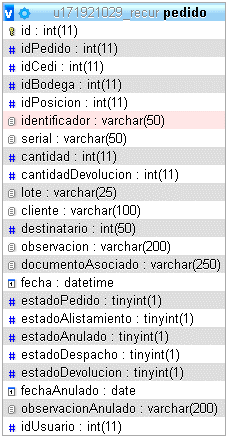 v u171921029_recur pedido
id : int(11)
idPedido : int(11)
idCedi : int(11)
idBodega : int(11)
idPosicion : int(11)
identificador : varchar(50)
serial : varchar(50)
cantidad : int(11)
cantidadDevolucion : int(11)
lote : varchar(25)
cliente : varchar(100)
destinatario : int(50)
observacion : varchar(200)
documentoAsociado : varchar(250)
fecha : datetime
estadoPedido : tinyint(1)
estadoAlistamiento : tinyint(1)
estadoAnulado : tinyint(1)
estadoDespacho : tinyint(1)
estadoDevolucion : tinyint(1)
fechaAnulado : date
observacionAnulado : varchar(200)
idUsuario : int(11)